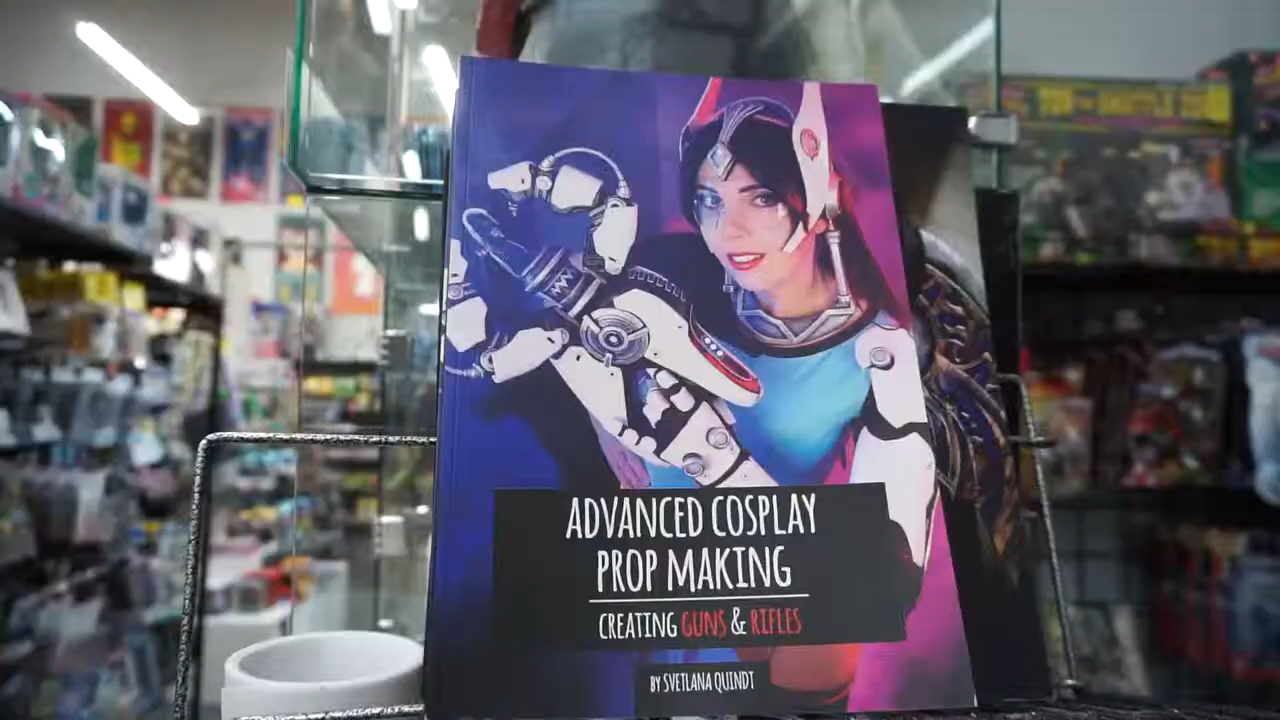 ADVANCED COSPLAY
PROP MAKING
CREATING GUNS & RIFLES
BY SVETLANA QUINDT